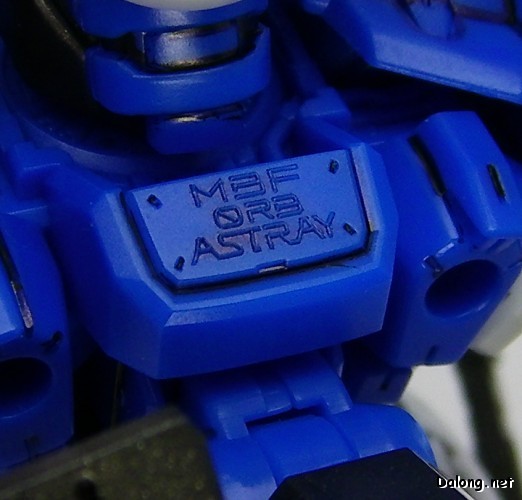 MBF
ORB
ASTRAY
Dalong.net